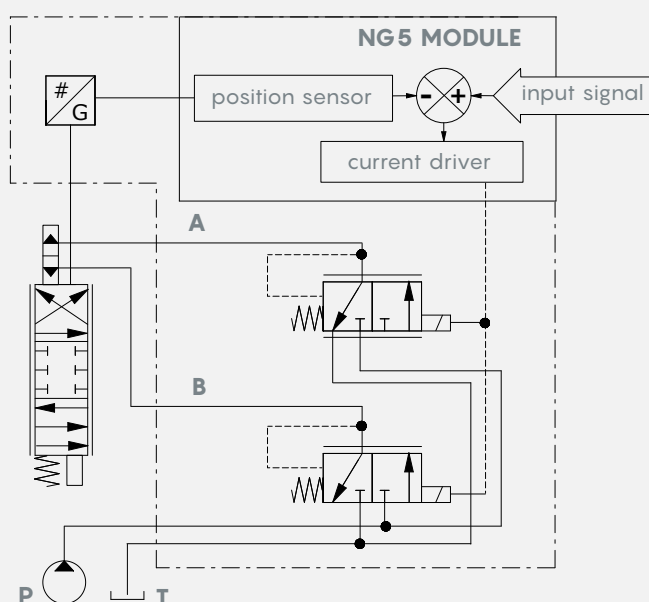 NG5 MODULE
#
G
position sensor
- +
input signal
current driver
A
B
P
T